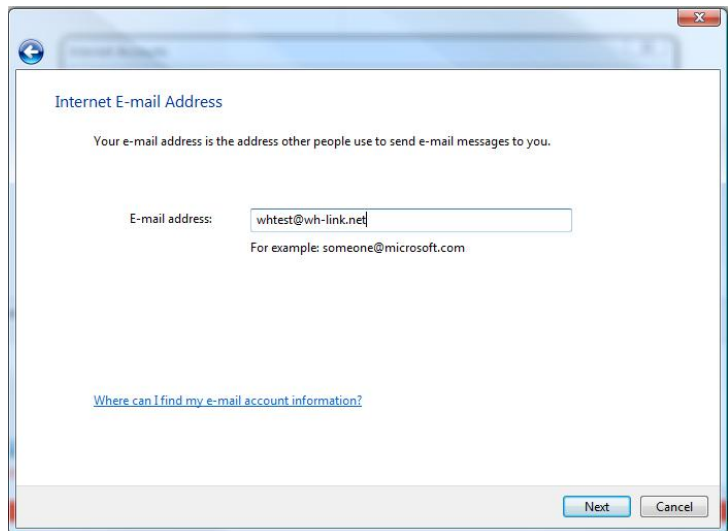 Internet Accounts
Internet E-mail Address
Your e-mail address is the address other people use to send e-mail messages to you.
E-mail address: whtest@wh-link.net
For example: someone@microsoft.com
Where can I find my e-mail account information?
Next Cancel